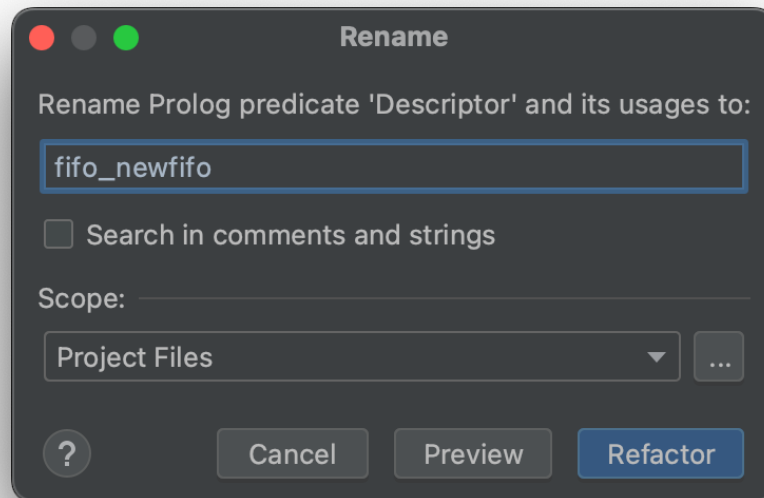 Rename
Rename Prolog predicate 'Descriptor' and its usages to:
fifo_newfifo
Search in comments and strings
Scope:
Project Files
...
? Cancel Preview Refactor